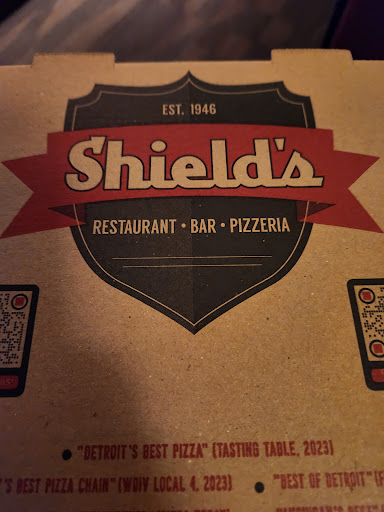 EST. 1946
Shield's
RESTAURANT • BAR • PIZZERIA
• "DETROIT'S BEST PIZZA" (TASTING TABLE, 2023)
'S BEST PIZZA CHAIN" (WDIV LOCAL 4, 2023) • "BEST OF DETROIT" (F